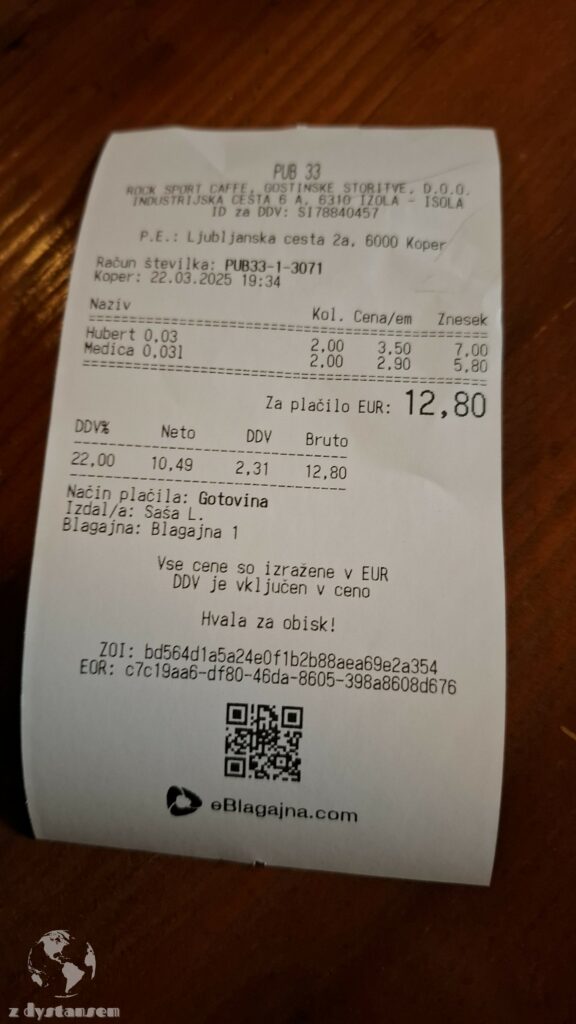 PUB 33
ROCK SPORT CAFFE, GOSTINSKE STORITVE, D.O.O.
INDUSTRIJSKA CESTA 6 A, 6310 IZOLA - ISOLA
ID za DDV: SI78840457
P.E.: Ljubljanska cesta 2a, 6000 Koper
Račun številka: PUB33-1-3071
Koper: 22.03.2025 19:34
Naziv Kol. Cena/em Znesek
Hubert 0,03 2,00 3,50 7,00
Medica 0,03l 2,00 2,90 5,80
Za plačilo EUR: 12,80
DDV% Neto DDV Bruto
22,00 10,49 2,31 12,80
Način plačila: Gotovina
Izdal/a: Saša L.
Blagajna: Blagajna 1
Vse cene so izražene v EUR
DDV je vključen v ceno
Hvala za obisk!
ZOI: bd564d1a5a24e0f1b2b88aea69e2a354
EOR: c7c19aa6-df80-46da-8605-398a8608d676
eBlagajna.com
z dystansem